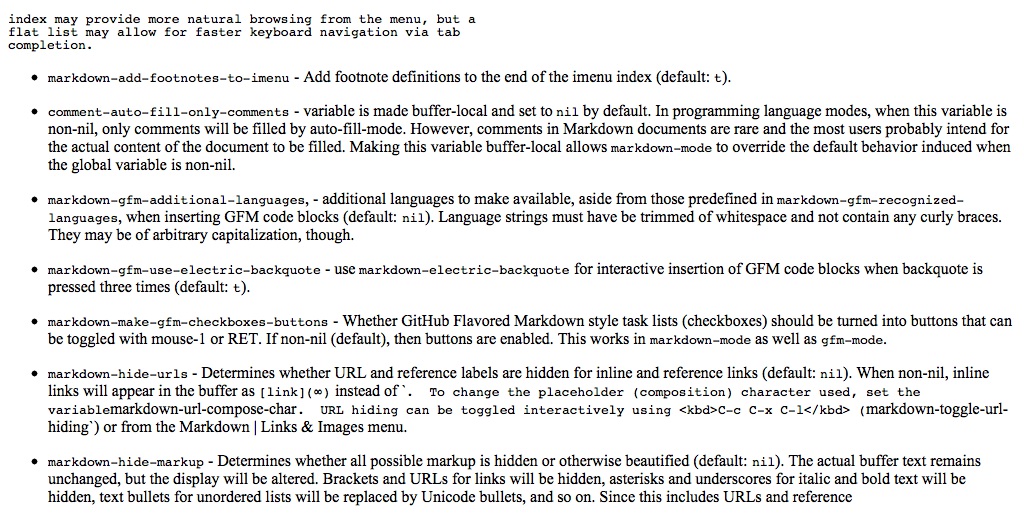 index may provide more natural browsing from the menu, but a
flat list may allow for faster keyboard navigation via tab
completion.
• markdown-add-footnotes-to-imenu - Add footnote definitions to the end of the imenu index (default: t).
• comment-auto-fill-only-comments - variable is made buffer-local and set to nil by default. In programming language modes, when this variable is
non-nil, only comments will be filled by auto-fill-mode. However, comments in Markdown documents are rare and the most users probably intend for
the actual content of the document to be filled. Making this variable buffer-local allows markdown-mode to override the default behavior induced when
the global variable is non-nil.
• markdown-gfm-additional-languages, - additional languages to make available, aside from those predefined in markdown-gfm-recognized-
languages, when inserting GFM code blocks (default: nil). Language strings must have be trimmed of whitespace and not contain any curly braces.
They may be of arbitrary capitalization, though.
• markdown-gfm-use-electric-backquote - use markdown-electric-backquote for interactive insertion of GFM code blocks when backquote is
pressed three times (default: t).
• markdown-make-gfm-checkboxes-buttons - Whether GitHub Flavored Markdown style task lists (checkboxes) should be turned into buttons that can
be toggled with mouse-1 or RET. If non-nil (default), then buttons are enabled. This works in markdown-mode as well as gfm-mode.
• markdown-hide-urls - Determines whether URL and reference labels are hidden for inline and reference links (default: nil). When non-nil, inline
links will appear in the buffer as [link](∞) instead of `. To change the placeholder (composition) character used, set the
variablemarkdown-url-compose-char. URL hiding can be toggled interactively using <kbd>C-c C-x C-l</kbd> (markdown-toggle-url-
hiding`) or from the Markdown | Links & Images menu.
• markdown-hide-markup - Determines whether all possible markup is hidden or otherwise beautified (default: nil). The actual buffer text remains
unchanged, but the display will be altered. Brackets and URLs for links will be hidden, asterisks and underscores for italic and bold text will be
hidden, text bullets for unordered lists will be replaced by Unicode bullets, and so on. Since this includes URLs and reference